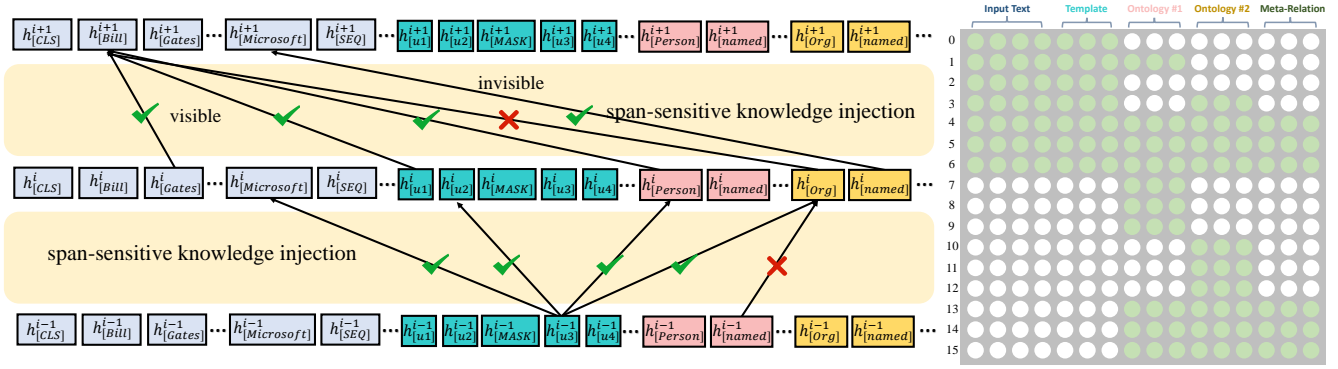 Input Text Template Ontology #1 Ontology #2 Meta-Relation
h^{i+1}_{[CLS]} h^{i+1}_{[Bill]} h^{i+1}_{[Gates]} ... h^{i+1}_{[Microsoft]} h^{i+1}_{[SEQ]} ... h^{i+1}_{[u1]} h^{i+1}_{[u2]} h^{i+1}_{[MASK]} h^{i+1}_{[u3]} h^{i+1}_{[u4]} ... h^{i+1}_{[Person]} h^{i+1}_{[named]} ... h^{i+1}_{[Org]} h^{i+1}_{[named]} ...
invisible
visible
span-sensitive knowledge injection
h^{i}_{[CLS]} h^{i}_{[Bill]} h^{i}_{[Gates]} ... h^{i}_{[Microsoft]} h^{i}_{[SEQ]} ... h^{i}_{[u1]} h^{i}_{[u2]} h^{i}_{[MASK]} h^{i}_{[u3]} h^{i}_{[u4]} ... h^{i}_{[Person]} h^{i}_{[named]} ... h^{i}_{[Org]} h^{i}_{[named]} ...
span-sensitive knowledge injection
h^{i-1}_{[CLS]} h^{i-1}_{[Bill]} h^{i-1}_{[Gates]} ... h^{i-1}_{[Microsoft]} h^{i-1}_{[SEQ]} ... h^{i-1}_{[u1]} h^{i-1}_{[u2]} h^{i-1}_{[MASK]} h^{i-1}_{[u3]} h^{i-1}_{[u4]} ... h^{i-1}_{[Person]} h^{i-1}_{[named]} ... h^{i-1}_{[Org]} h^{i-1}_{[named]} ...
0
1
2
3
4
5
6
7
8
9
10
11
12
13
14
15